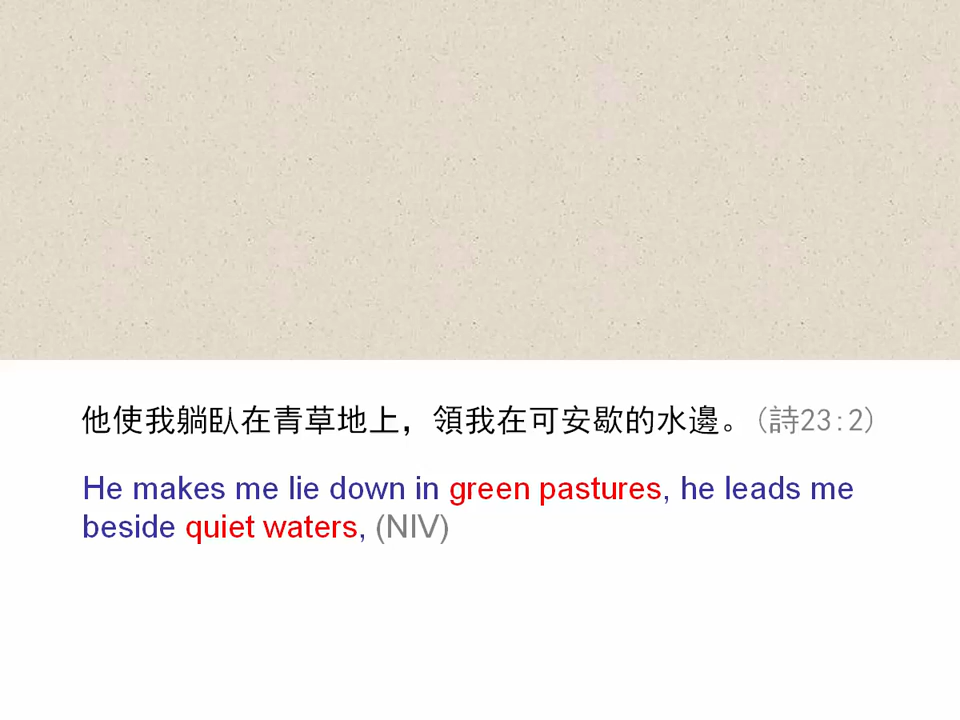 他使我躺臥在青草地上，領我在可安歇的水邊。(詩23:2)
He makes me lie down in green pastures, he leads me
beside quiet waters, (NIV)